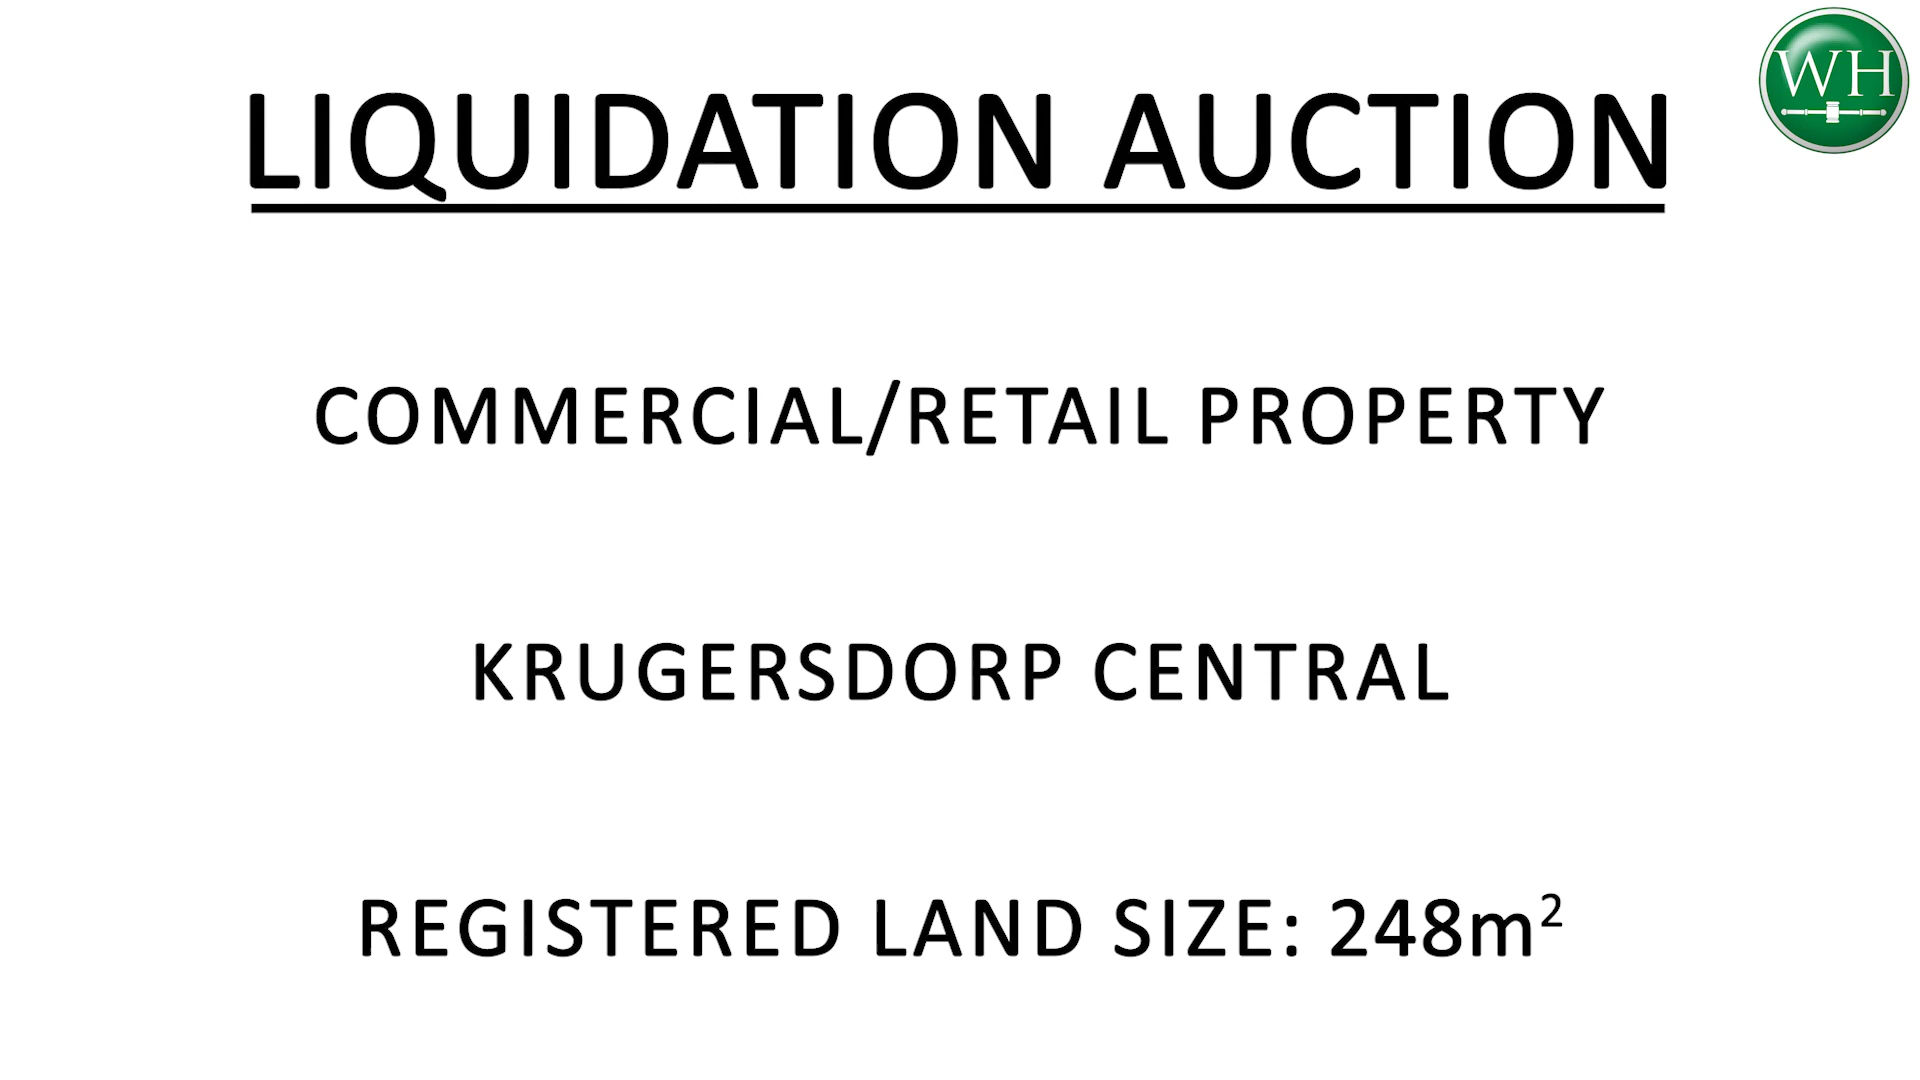 WH
LIQUIDATION AUCTION
COMMERCIAL/RETAIL PROPERTY
KRUGERSDORP CENTRAL
REGISTERED LAND SIZE: 248m²